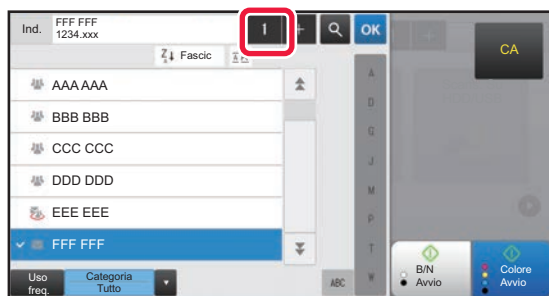 Ind.
FFF FFF
1234.xxx
1
+
OK
CA
Fascic
AAA AAA
BBB BBB
CCC CCC
DDD DDD
EEE EEE
FFF FFF
A
D
G
J
M
P
T
W
Uso
freq.
Categoria
Tutto
ABC
B/N
Avvio
Colore
Avvio